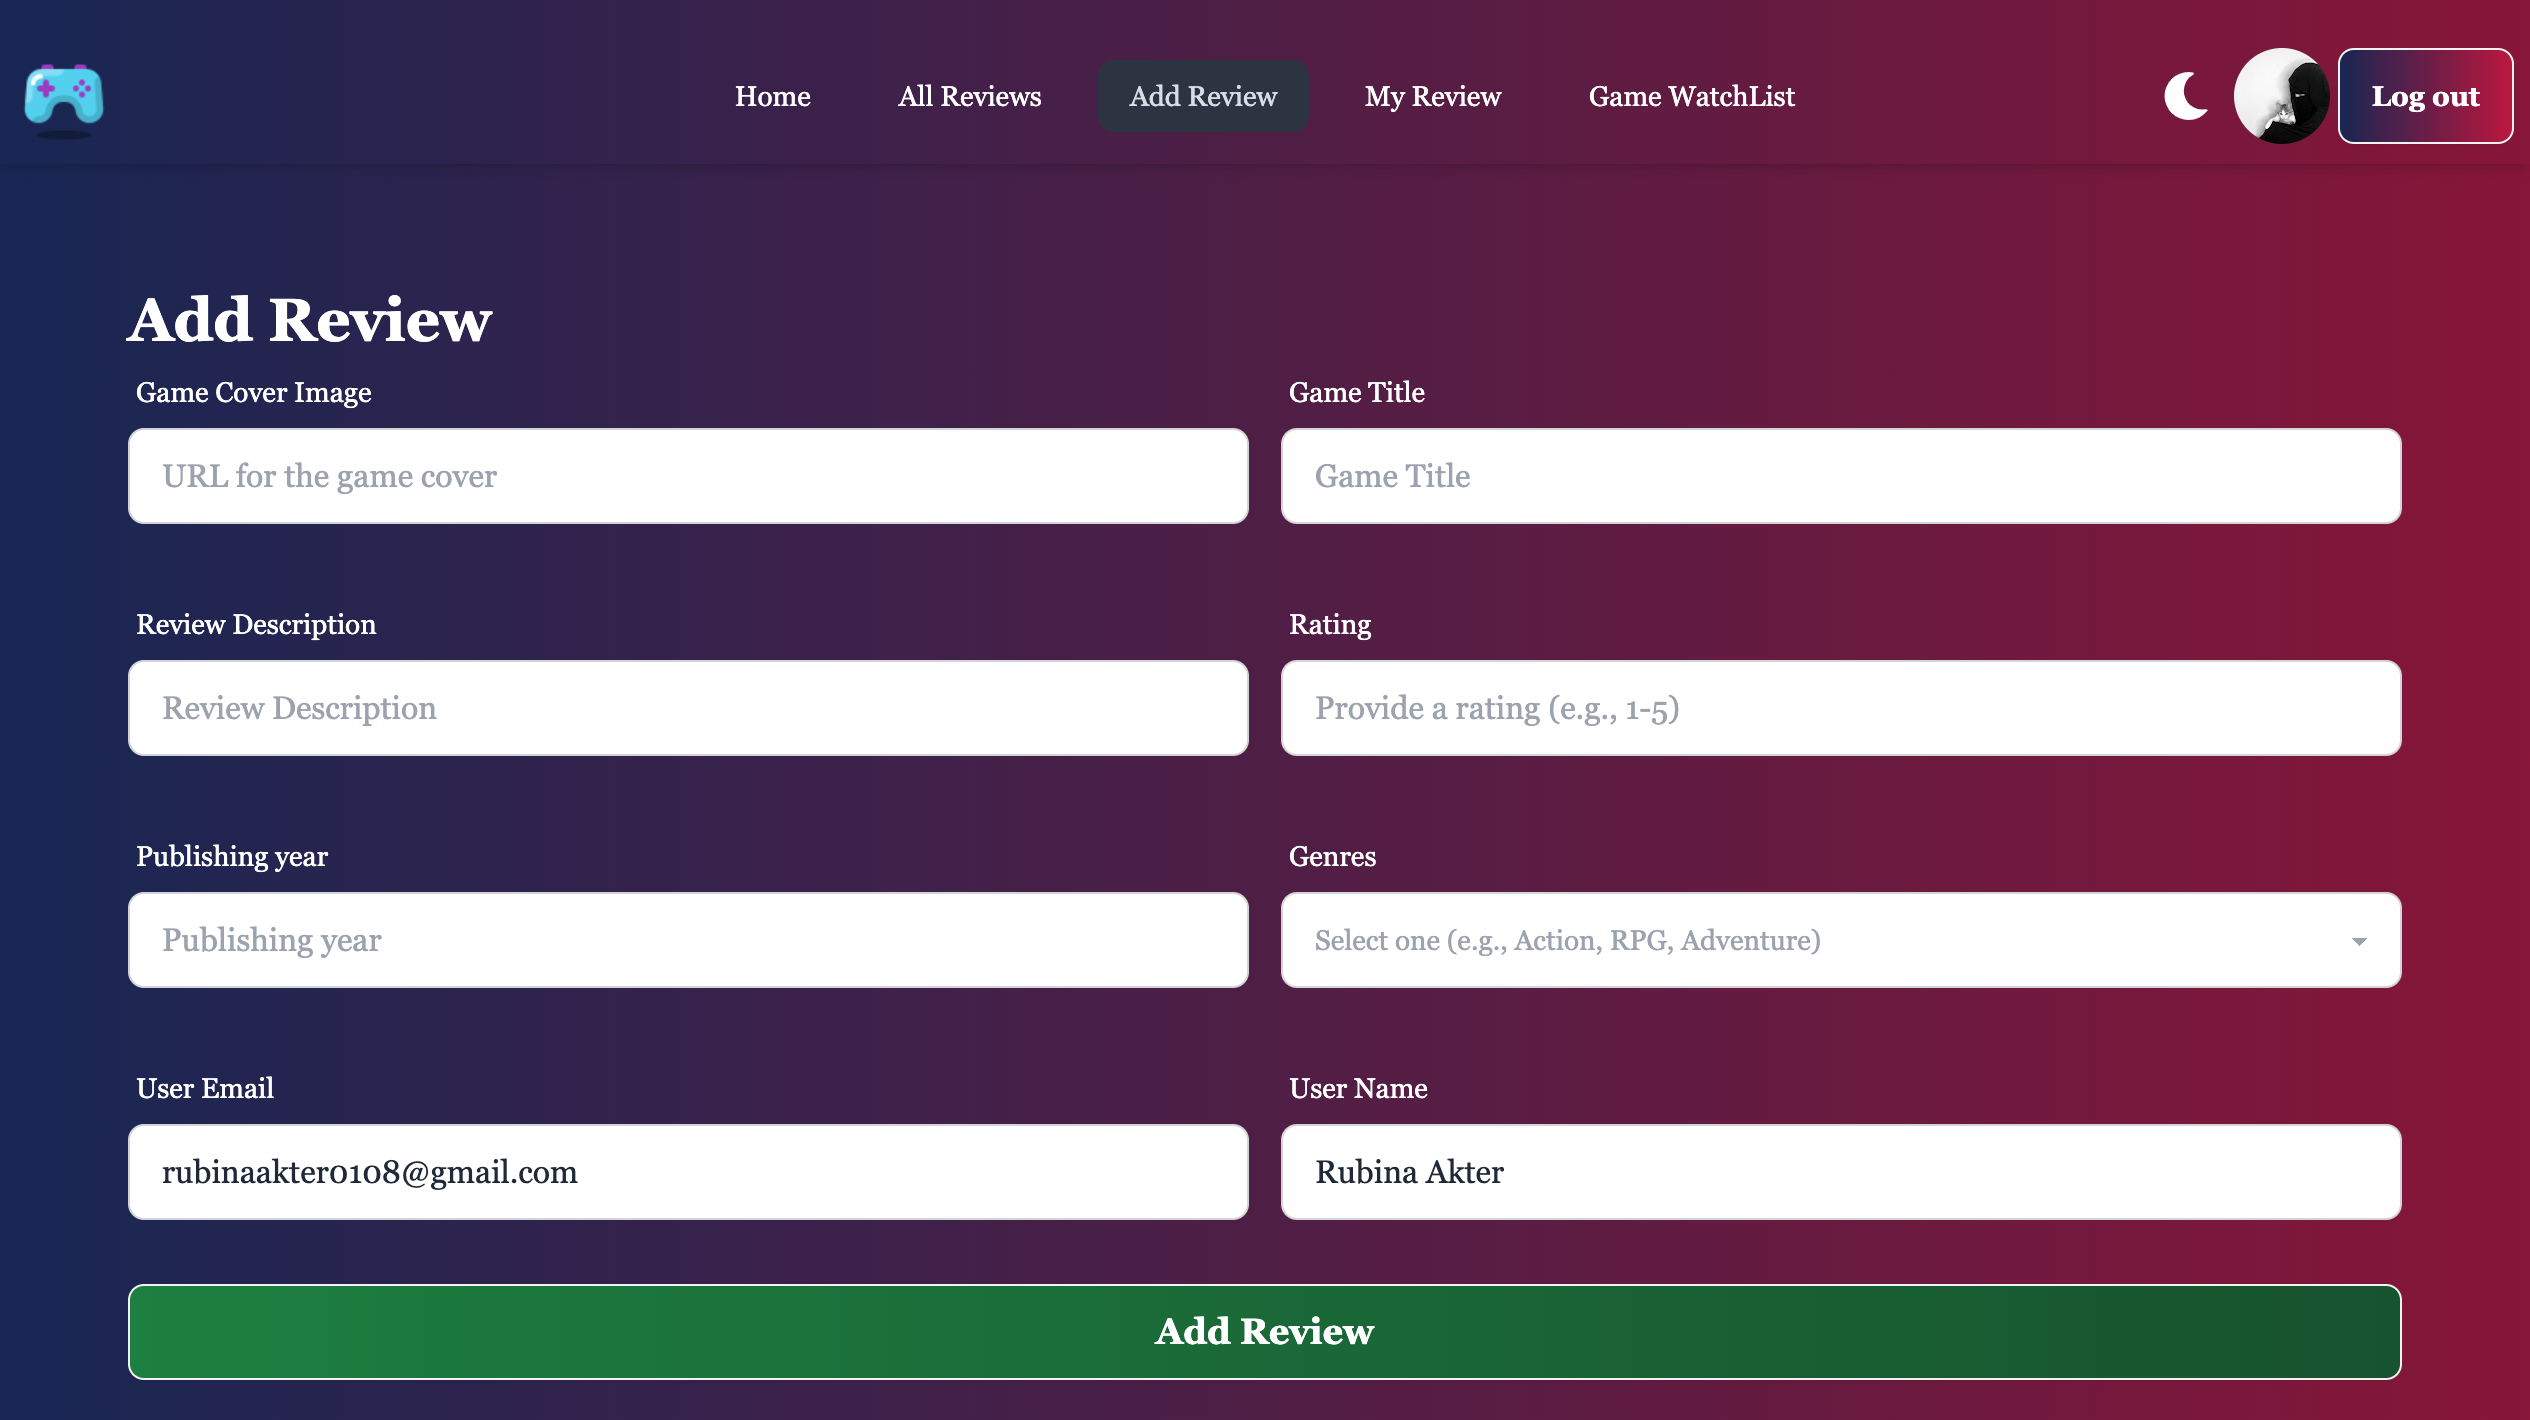 Home
All Reviews
Add Review
My Review
Game WatchList
Log out
Add Review
Game Cover Image
URL for the game cover
Game Title
Game Title
Review Description
Review Description
Rating
Provide a rating (e.g., 1-5)
Publishing year
Publishing year
Genres
Select one (e.g., Action, RPG, Adventure)
User Email
rubinaakter0108@gmail.com
User Name
Rubina Akter
Add Review